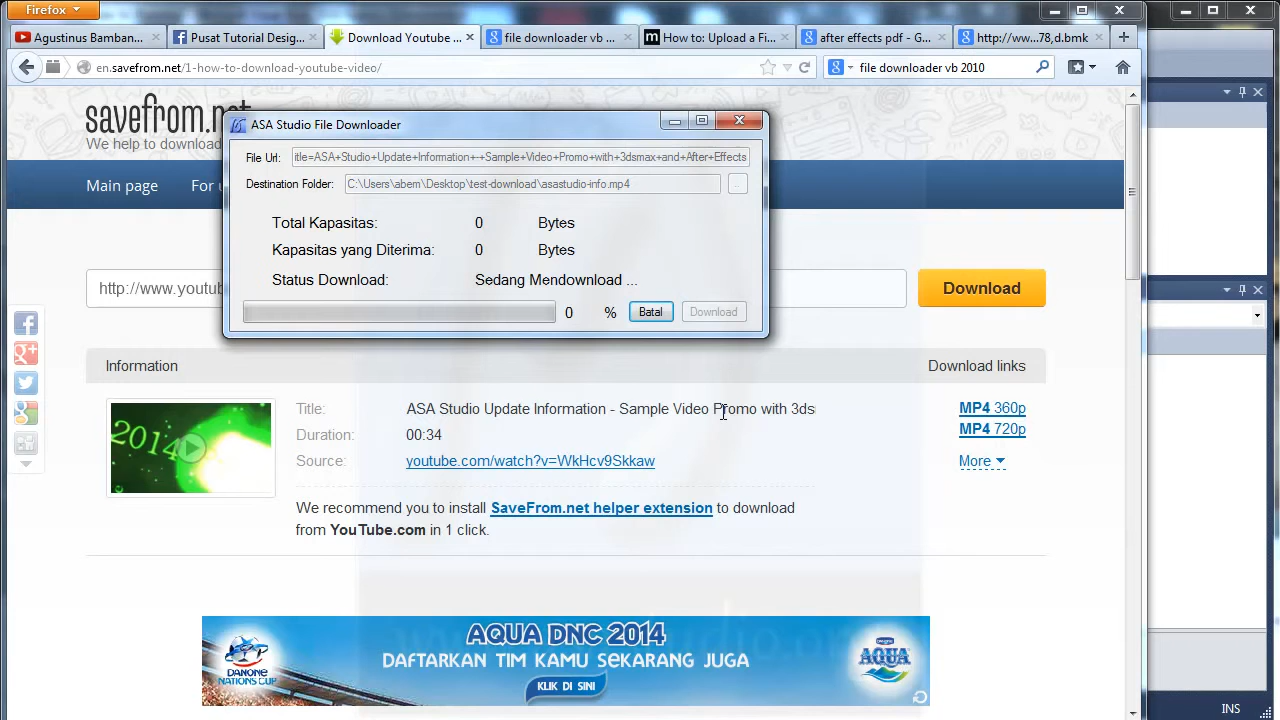 Firefox
Agustinus Bamban...
Pusat Tutorial Desig...
Download Youtube ...
file downloader vb ...
How to: Upload a Fi...
after effects pdf - G...
http://ww...78,d.bmk
en.savefrom.net/1-how-to-download-youtube-video/
file downloader vb 2010
savefrom.net
We help to download
Main page
For u
ASA Studio File Downloader
File Url:
itle=ASA+Studio+Update+Information+-+Sample+Video+Promo+with+3dsmax+and+After+Effects
Destination Folder:
C:\Users\abem\Desktop\test-download\asastudio-info.mp4
..
Total Kapasitas: 0 Bytes
Kapasitas yang Diterima: 0 Bytes
Status Download: Sedang Mendownload ...
0 %
Batal
Download
http://www.youtu
Download
Information
Download links
2014
Title: ASA Studio Update Information - Sample Video Promo with 3ds
Duration: 00:34
Source: youtube.com/watch?v=WkHcv9Skkaw
MP4 360p
MP4 720p
More
We recommend you to install SaveFrom.net helper extension to download
from YouTube.com in 1 click.
DANONE
NATIONS CUP
AQUA DNC 2014
DAFTARKAN TIM KAMU SEKARANG JUGA
KLIK DI SINI
AQUA
INS